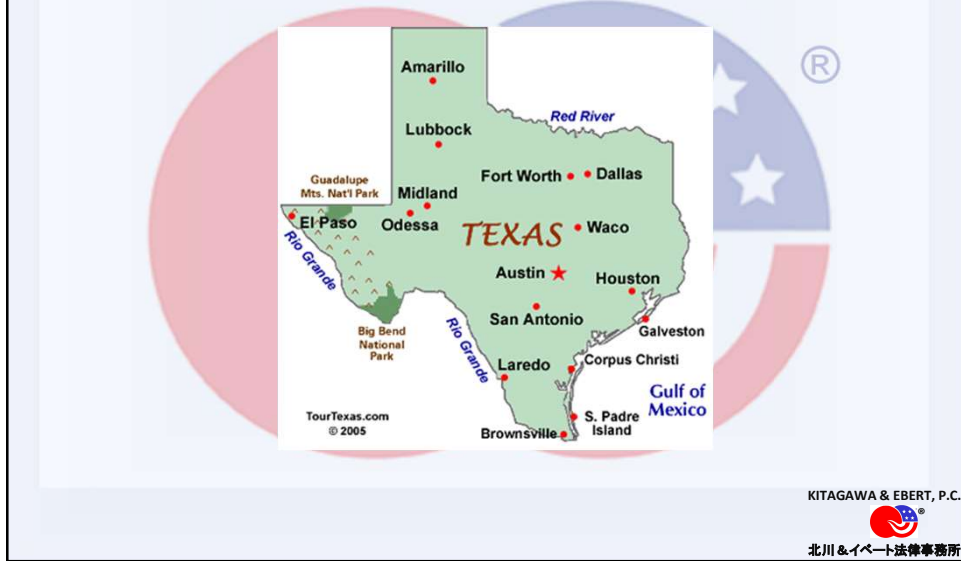 ®
Amarillo
Red River
Lubbock
Fort Worth
Dallas
Guadalupe
Mts. Nat'l Park
Midland
El Paso
Odessa
TEXAS
Waco
Rio Grande
Austin
Houston
San Antonio
Galveston
Big Bend
National
Park
Rio Grande
Laredo
Corpus Christi
Gulf of
Mexico
TourTexas.com
© 2005
S. Padre
Island
Brownsville
KITAGAWA & EBERT, P.C.
®
北川&イベート法律事務所